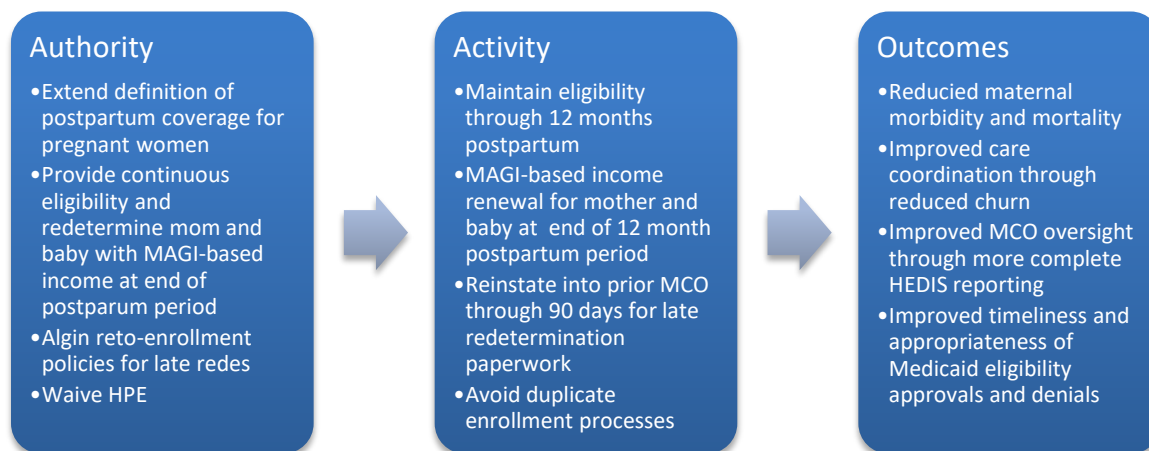 Authority
•Extend definition of
postpartum coverage for
pregnant women
•Provide continuous
eligibility and
redetermine mom and
baby with MAGI-based
income at end of
postparum period
•Algin reto-enrollment
policies for late redes
•Waive HPE
Activity
•Maintain eligibility
through 12 months
postpartum
•MAGI-based income
renewal for mother and
baby at end of 12 month
postpartum period
•Reinstate into prior MCO
through 90 days for late
redetermination
paperwork
•Avoid duplicate
enrollment processes
Outcomes
•Reducied maternal
morbidity and mortality
•Improved care
coordination through
reduced churn
•Improved MCO oversight
through more complete
HEDIS reporting
•Improved timeliness and
appropriateness of
Medicaid eligibility
approvals and denials